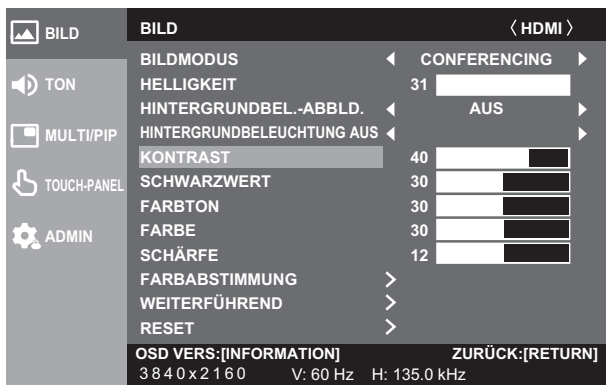 BILD
TON
MULTI/PIP
TOUCH-PANEL
ADMIN
BILD 〈 HDMI 〉
BILDMODUS CONFERENCING
HELLIGKEIT 31
HINTERGRUNDBEL.-ABBLD. AUS
HINTERGRUNDBELEUCHTUNG AUS
KONTRAST 40
SCHWARZWERT 30
FARBTON 30
FARBE 30
SCHÄRFE 12
FARBABSTIMMUNG >
WEITERFÜHREND >
RESET >
OSD VERS:[INFORMATION] ZURÜCK:[RETURN]
3840x2160 V: 60 Hz H: 135.0 kHz